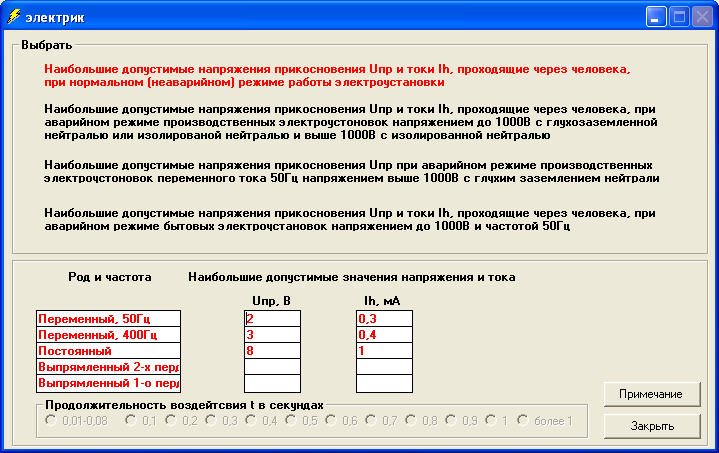 электрик
Выбрать
Наибольшие допустимые напряжения прикосновения Uпр и токи Ih, проходящие через человека,
при нормальном (неаварийном) режиме работы электроустановки
Наибольшие допустимые напряжения прикосновения Uпр и токи Ih, проходящие через человека, при
аварийном режиме производственных электроустоновок напряжением до 1000В с глухозаземленной
нейтралью или изолированой нейтралью и выше 1000В с изолированной нейтралью
Наибольшие допустимые напряжения прикосновения Uпр при аварийном режиме производственных
электроустоновок переменного тока 50Гц напряжением выше 1000В с глухим заземлением нейтрали
Наибольшие допустимые напряжения прикосновения Uпр и токи Ih, проходящие через человека, при
аварийном режиме бытовых электроустановок напряжением до 1000В и частотой 50Гц
Род и частота Наибольшие допустимые значения напряжения и тока
Uпр, В Ih, мА
Переменный, 50Гц 2 0,3
Переменный, 400Гц 3 0,4
Постоянный 8 1
Выпрямленный 2-х перд
Выпрямленный 1-о перд
Примечание
Продолжительность воздейтсвия t в секундах
0,01-0,08 0,1 0,2 0,3 0,4 0,5 0,6 0,7 0,8 0,9 1 более 1
Закрыть